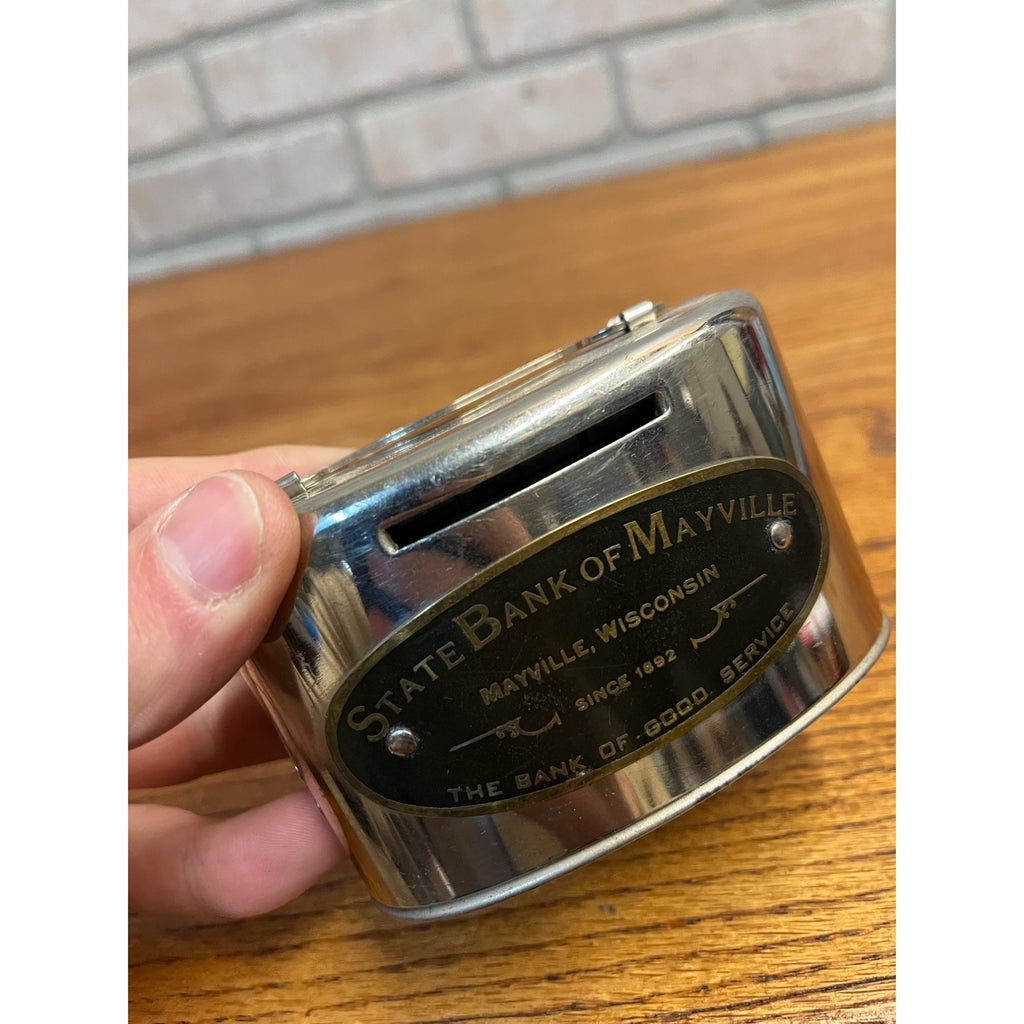 STATE BANK OF MAYVILLE
MAYVILLE, WISCONSIN
SINCE 1892
THE BANK OF GOOD SERVICE